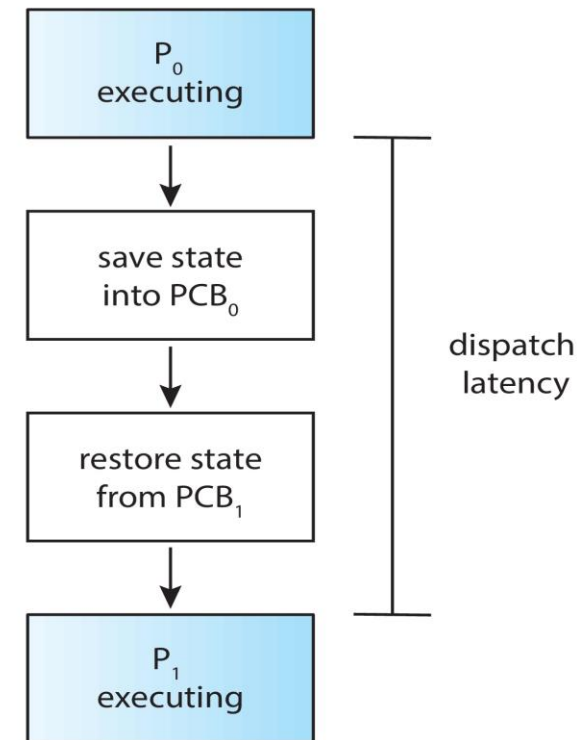 P₀
executing
save state
into PCB₀
dispatch
latency
restore state
from PCB₁
P₁
executing